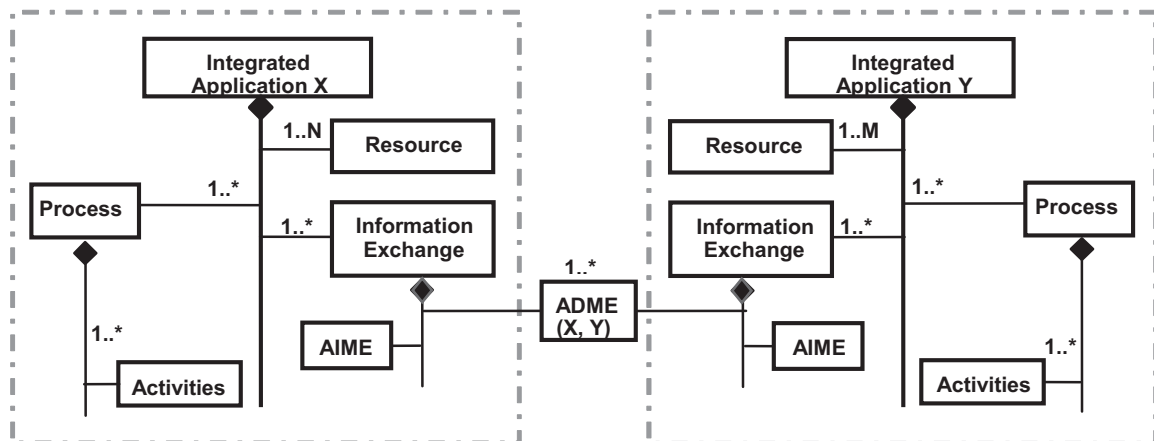 Integrated
Application X
1..N
Resource
1..*
Process
1..*
Information
Exchange
1..*
AIME
Activities
1..*
ADME
(X, Y)
Integrated
Application Y
Resource
1..M
1..*
Process
Information
Exchange
1..*
AIME
1..*
Activities